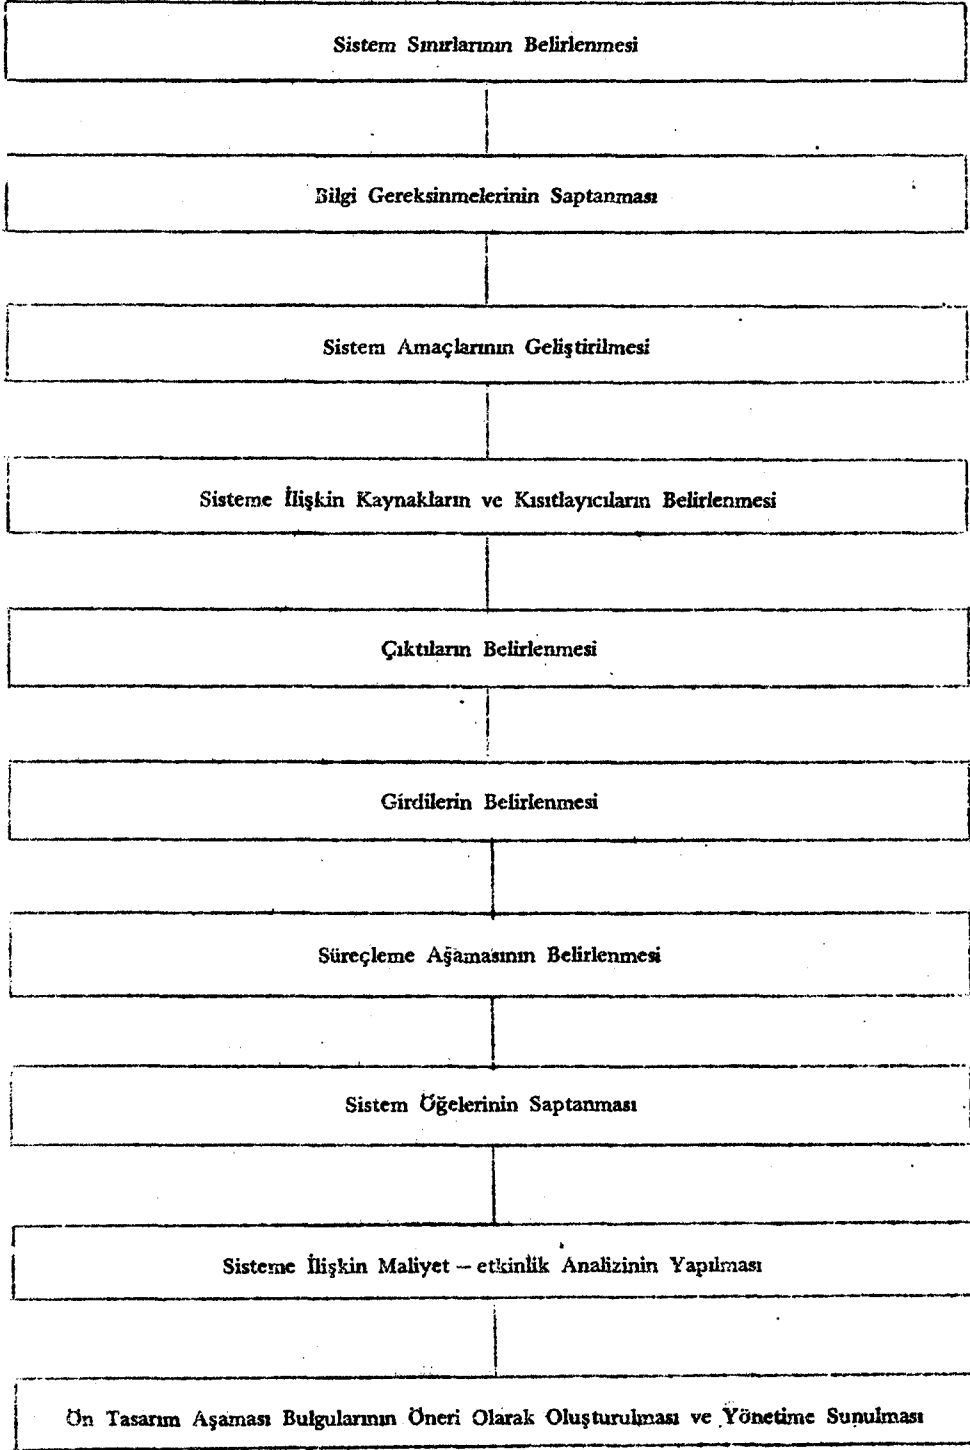 Sistem Sınırlarının Belirlenmesi
Bilgi Gereksinmelerinin Saptanması
Sistem Amaçlarının Geliştirilmesi
Sisteme İlişkin Kaynakların ve Kısıtlayıcıların Belirlenmesi
Çıktıların Belirlenmesi
Girdilerin Belirlenmesi
Süreçleme Aşamasının Belirlenmesi
Sistem Öğelerinin Saptanması
Sisteme İlişkin Maliyet – etkinlik Analizinin Yapılması
Ön Tasarım Aşaması Bulgularının Öneri Olarak Oluşturulması ve Yönetime Sunulması